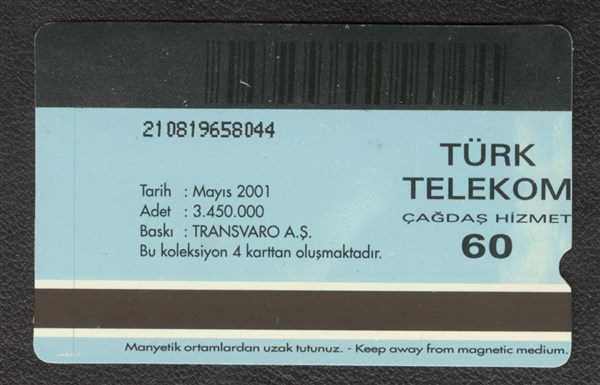 210819658044
TÜRK
TELEKOM
ÇAĞDAŞ HİZMET
60
Tarih : Mayıs 2001
Adet : 3.450.000
Baskı : TRANSVARO A.Ş.
Bu koleksiyon 4 karttan oluşmaktadır.
Manyetik ortamlardan uzak tutunuz. - Keep away from magnetic medium.